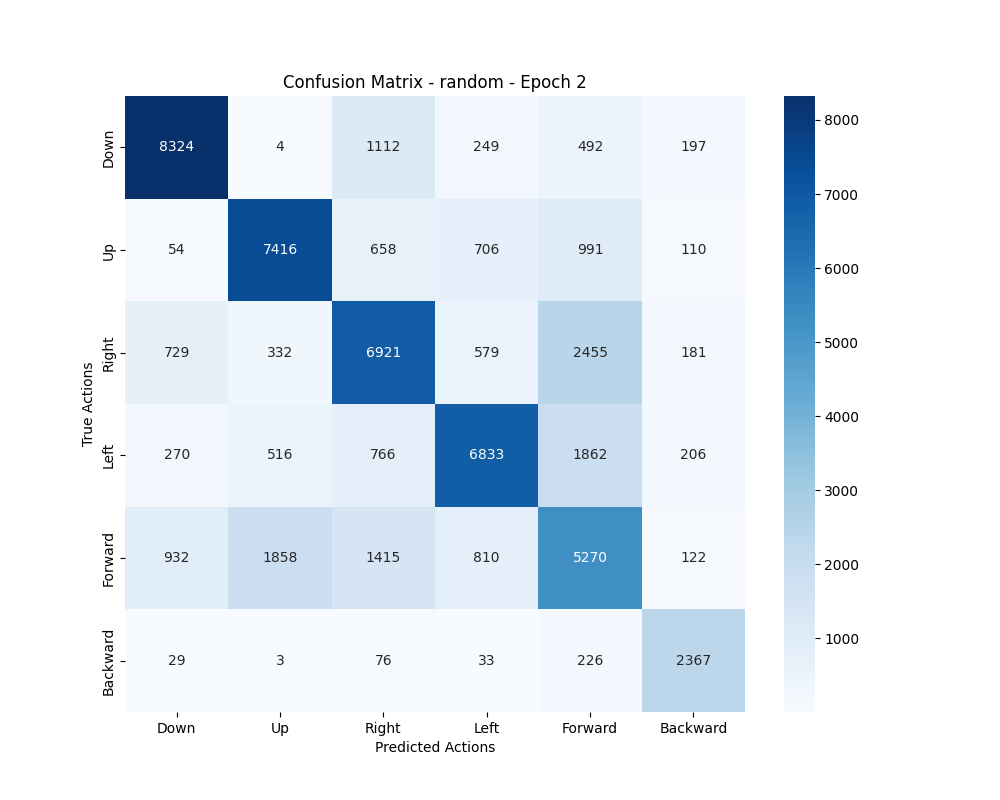 Confusion Matrix - random - Epoch 2
True Actions
Down 8324 4 1112 249 492 197
Up 54 7416 658 706 991 110
Right 729 332 6921 579 2455 181
Left 270 516 766 6833 1862 206
Forward 932 1858 1415 810 5270 122
Backward 29 3 76 33 226 2367
Down Up Right Left Forward Backward
Predicted Actions
8000
7000
6000
5000
4000
3000
2000
1000